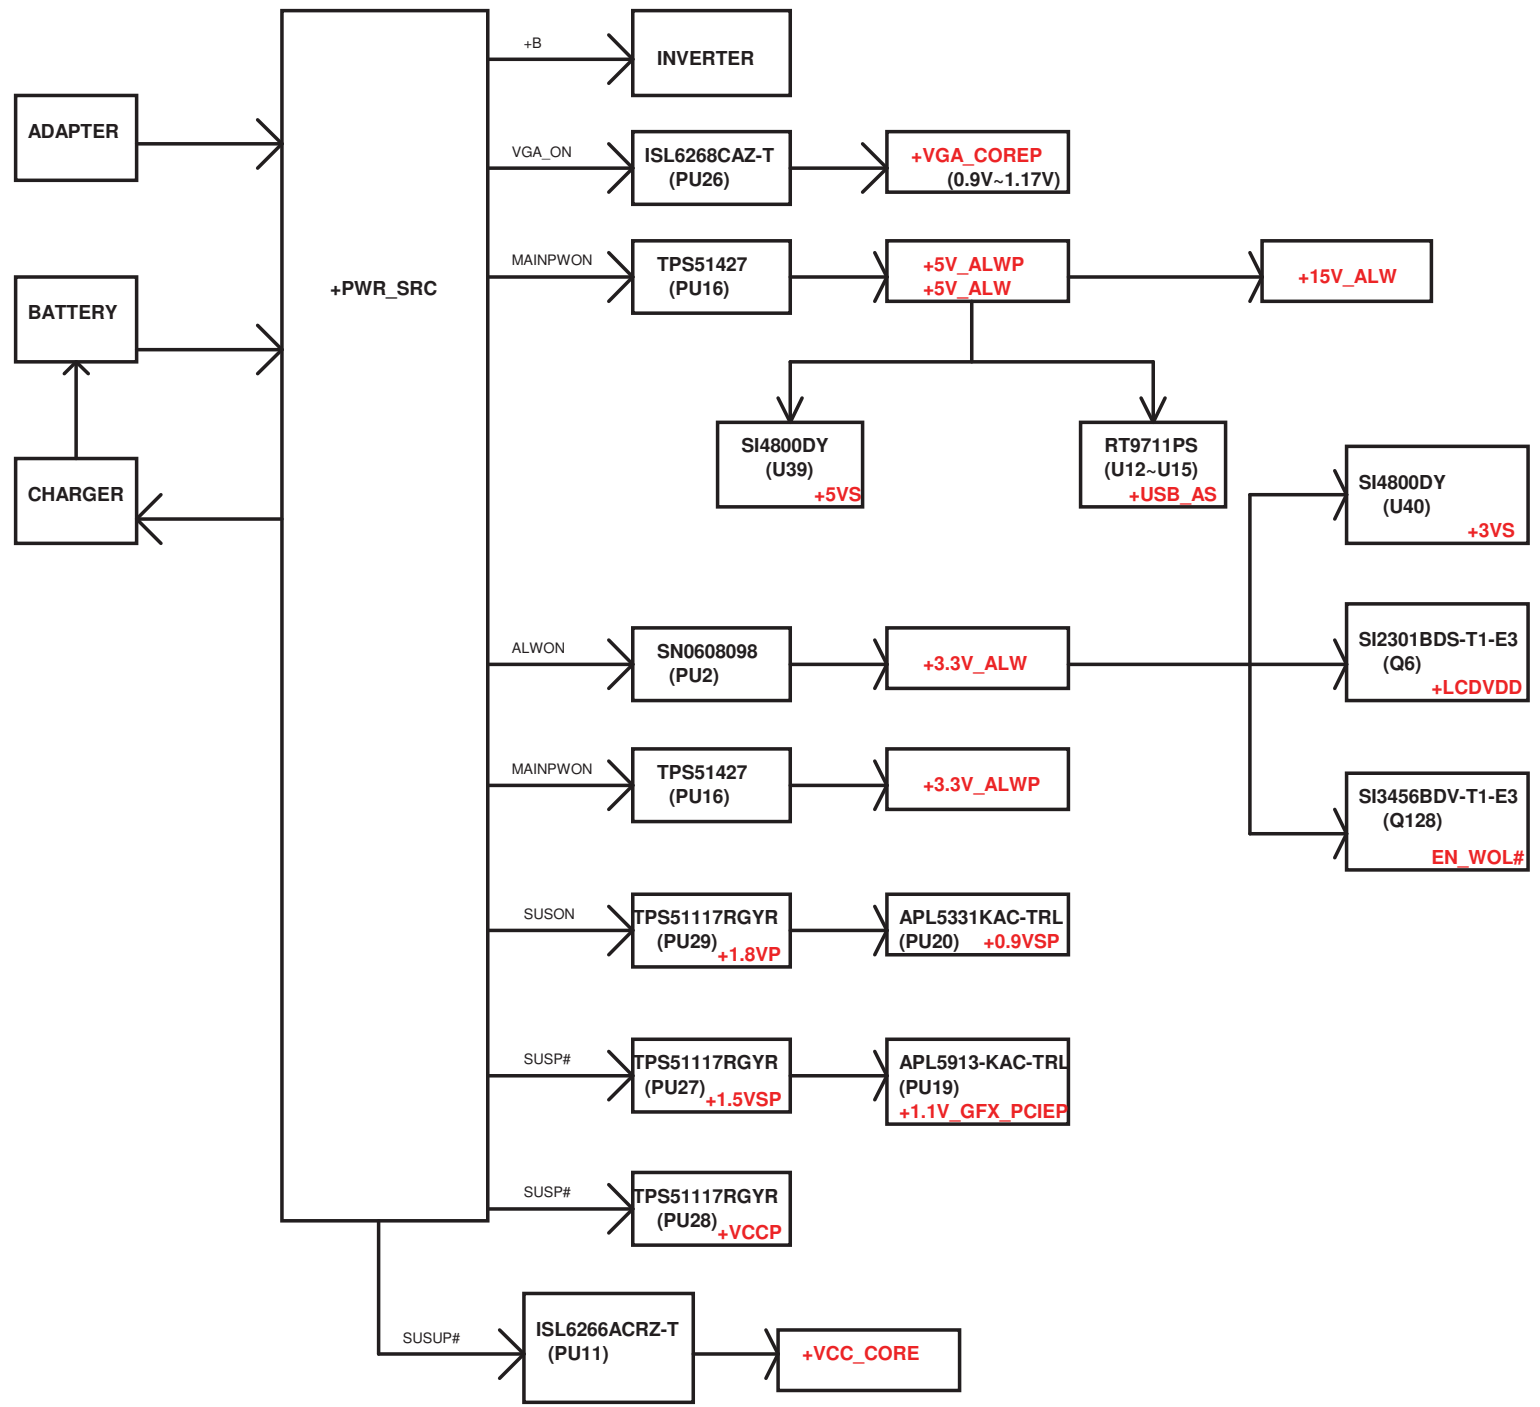 +B
INVERTER
ADAPTER
VGA_ON
ISL6268CAZ-T
(PU26)
+VGA_COREP
(0.9V~1.17V)
+PWR_SRC
MAINPWON
TPS51427
(PU16)
+5V_ALWP
+5V_ALW
+15V_ALW
BATTERY
SI4800DY
(U39)
+5VS
RT9711PS
(U12~U15)
+USB_AS
CHARGER
SI4800DY
(U40)
+3VS
ALWON
SN0608098
(PU2)
+3.3V_ALW
SI2301BDS-T1-E3
(Q6)
+LCDVDD
MAINPWON
TPS51427
(PU16)
+3.3V_ALWP
SI3456BDV-T1-E3
(Q128)
EN_WOL#
SUSON
TPS51117RGYR
(PU29)
+1.8VP
APL5331KAC-TRL
(PU20) +0.9VSP
SUSP#
TPS51117RGYR
(PU27)
+1.5VSP
APL5913-KAC-TRL
(PU19)
+1.1V_GFX_PCIEP
SUSP#
TPS51117RGYR
(PU28)
+VCCP
SUSUP#
ISL6266ACRZ-T
(PU11)
+VCC_CORE